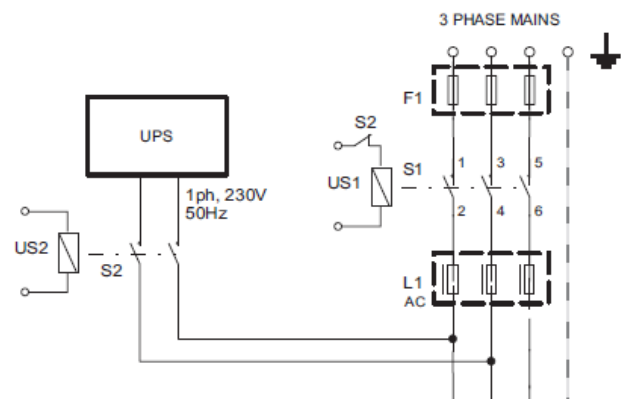 3 PHASE MAINS
F1
UPS
S2
S1
1
3
5
US1
1ph, 230V
50Hz
2
4
6
US2
S2
L1
AC